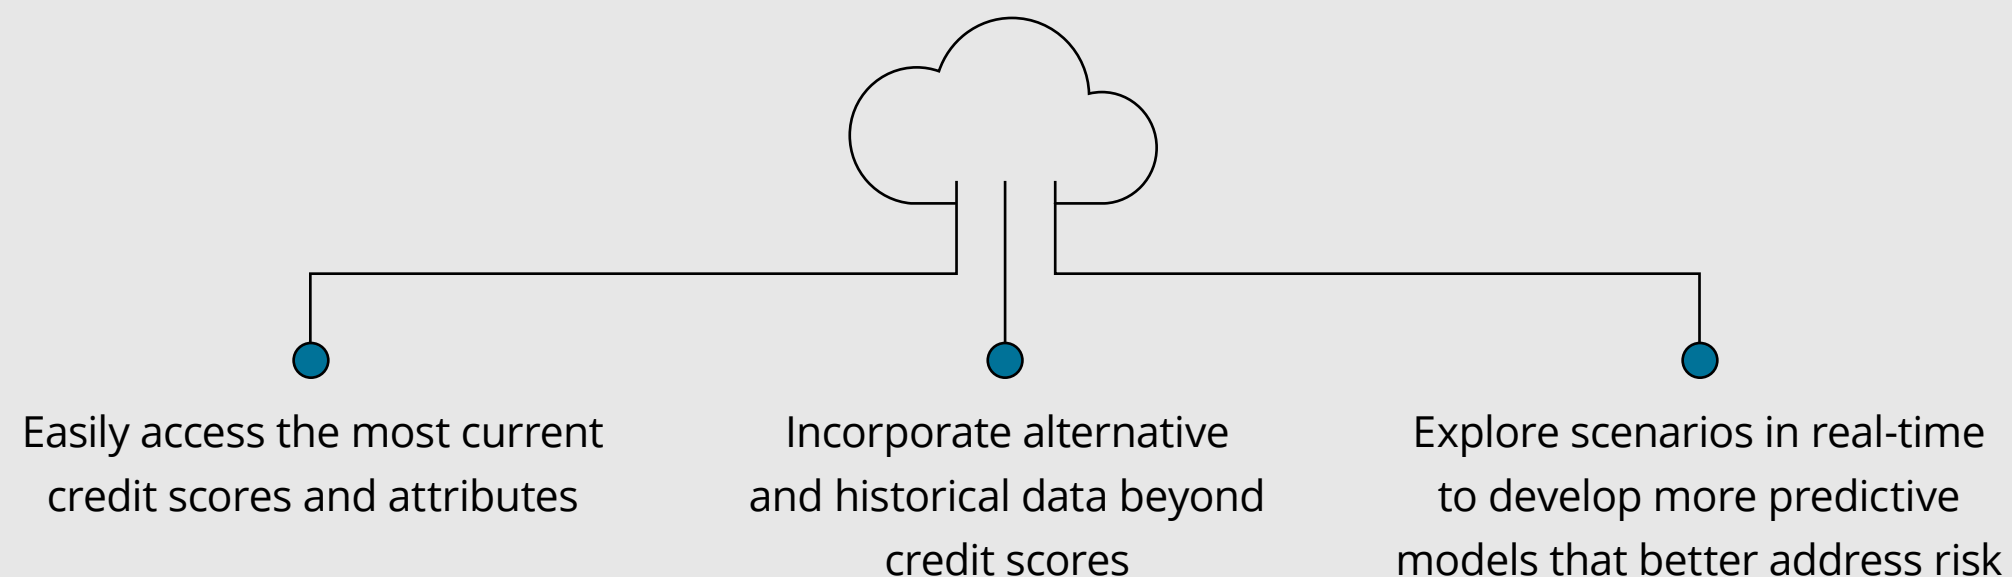 Easily access the most current
credit scores and attributes
Incorporate alternative
and historical data beyond
credit scores
Explore scenarios in real-time
to develop more predictive
models that better address risk